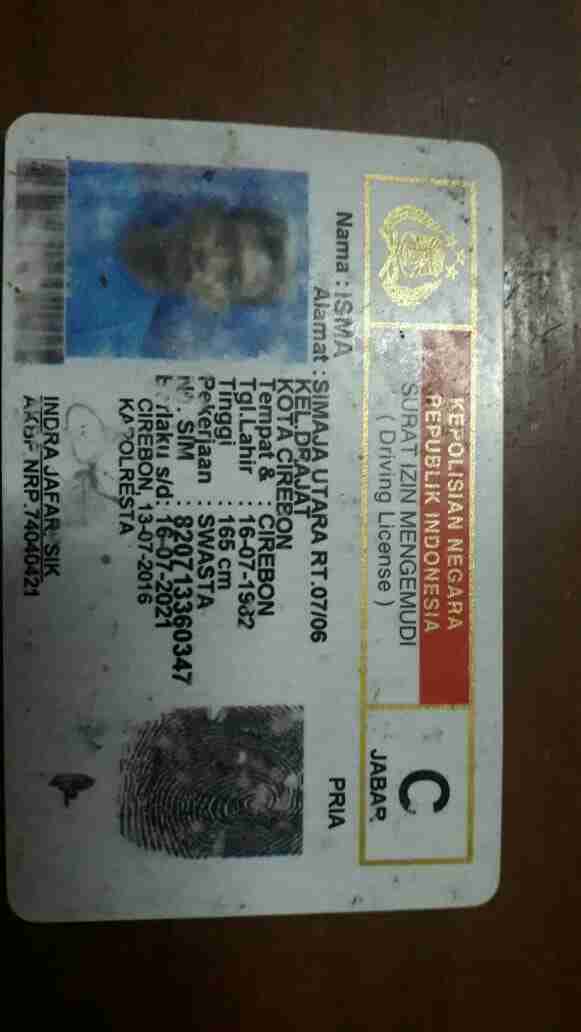 KEPOLISIAN NEGARA
REPUBLIK INDONESIA
SURAT IZIN MENGEMUDI
( Driving License )
C
JABAR
PRIA
Nama : ISMA
Alamat : SIMAJA UTARA RT.07/06
KEL.DRAJAT
KOTA CIREBON
Tempat & : CIREBON
Tgl.Lahir : 16-07-1982
Tinggi : 165 cm
Pekerjaan : SWASTA
No. SIM : 820713360347
Berlaku s/d : 16-07-2021
CIREBON, 13-07-2016
KAPOLRESTA
INDRA JAFAR, SIK
AKBP NRP.74040421